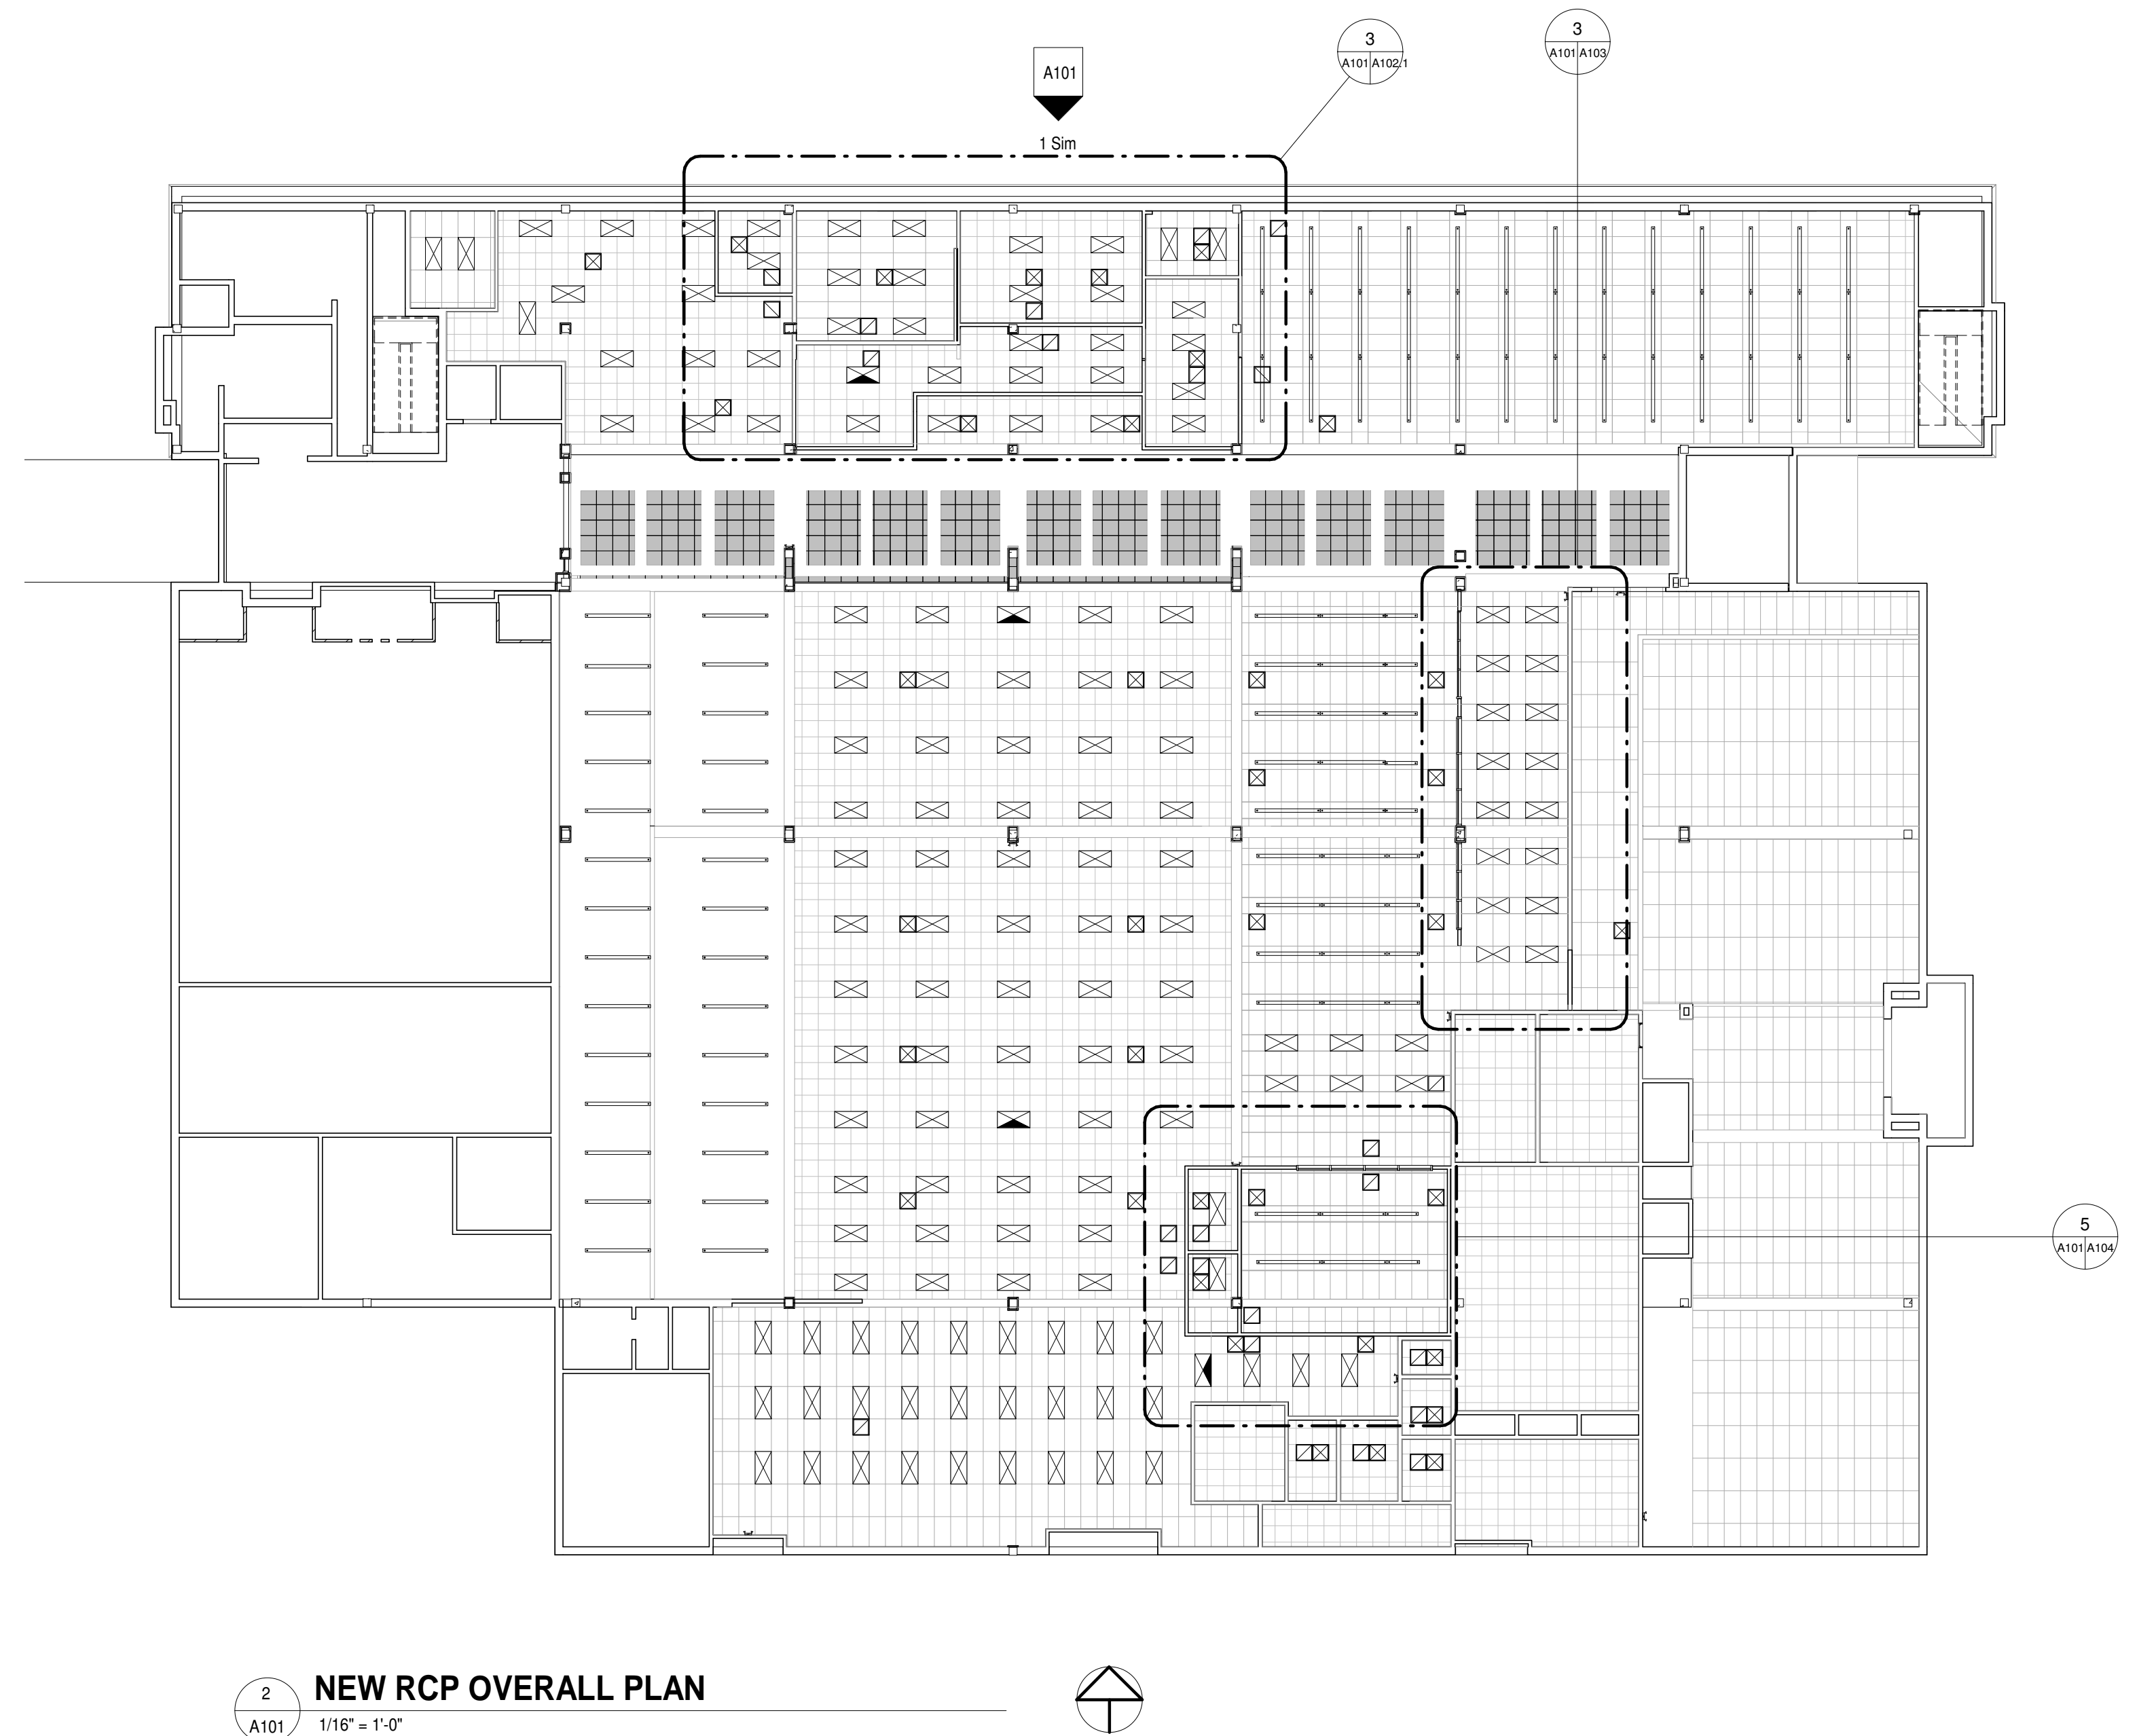 3
A101 A102.1
3
A101 A103
A101
1 Sim
5
A101 A104
2
A101
NEW RCP OVERALL PLAN
1/16" = 1'-0"